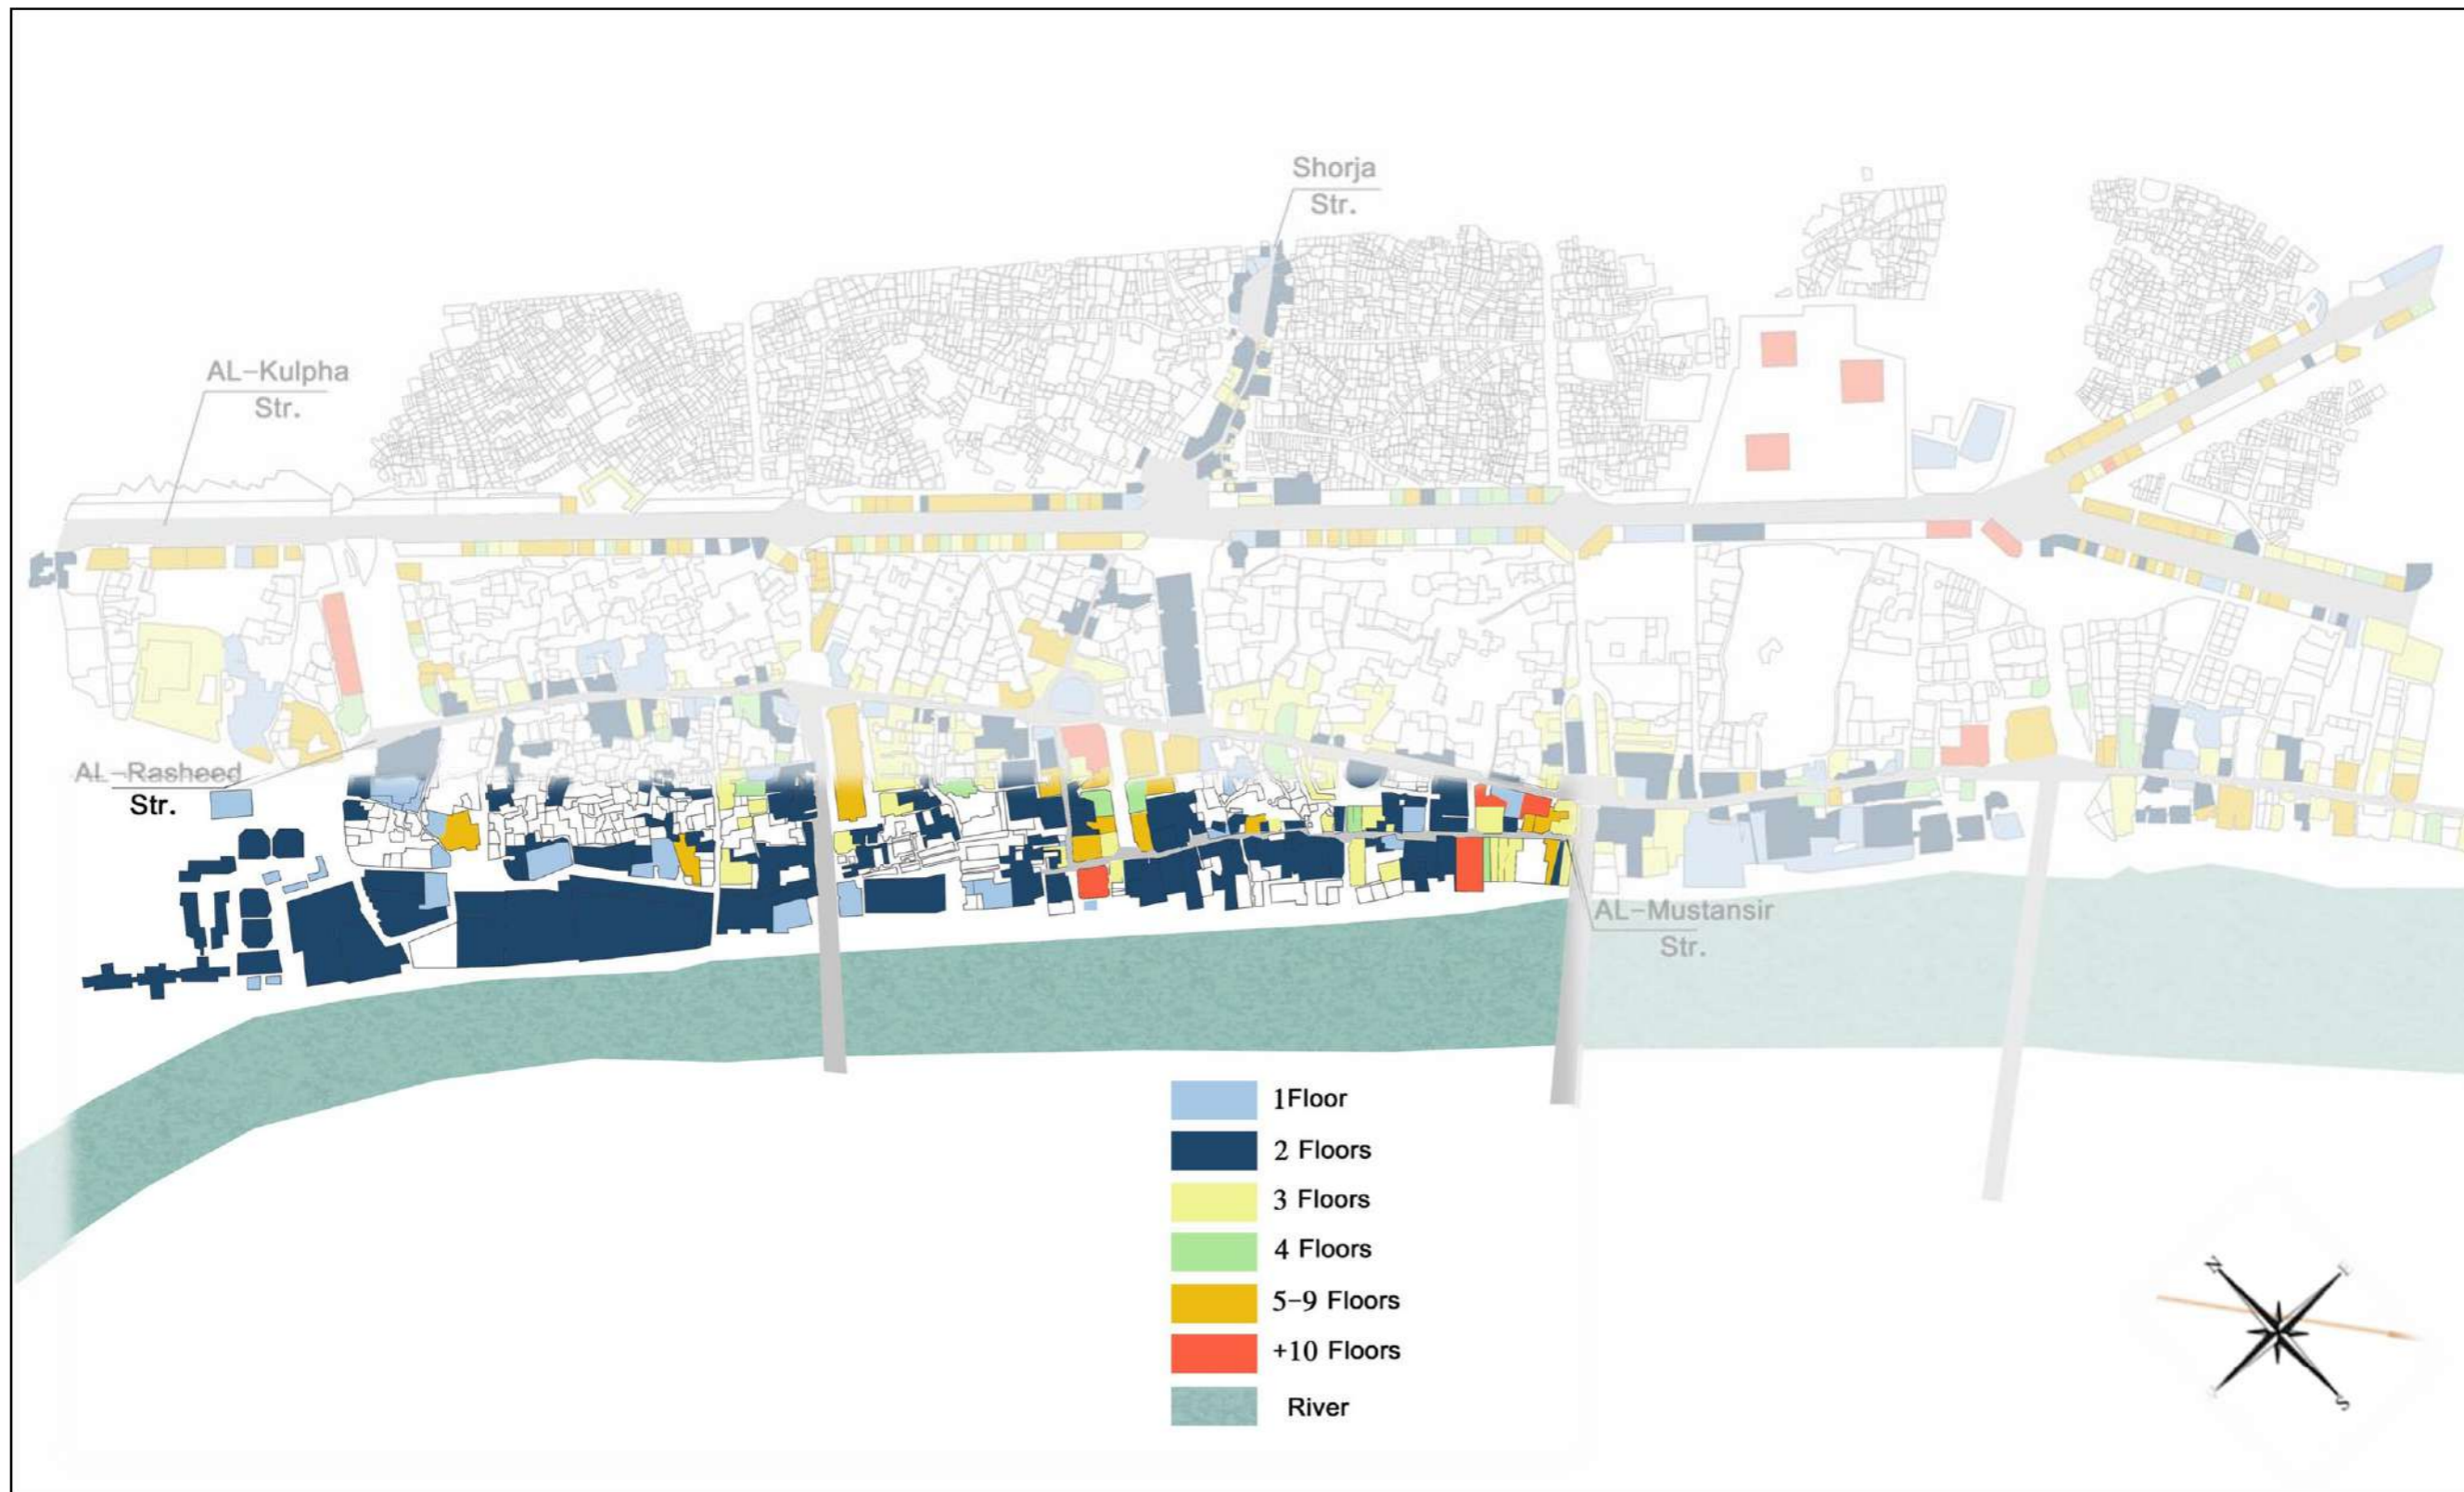 Shorja
Str.
AL-Kulpha
Str.
AL-Rasheed
Str.
AL-Mustansir
Str.
1Floor
2 Floors
3 Floors
4 Floors
5-9 Floors
+10 Floors
River
N
S